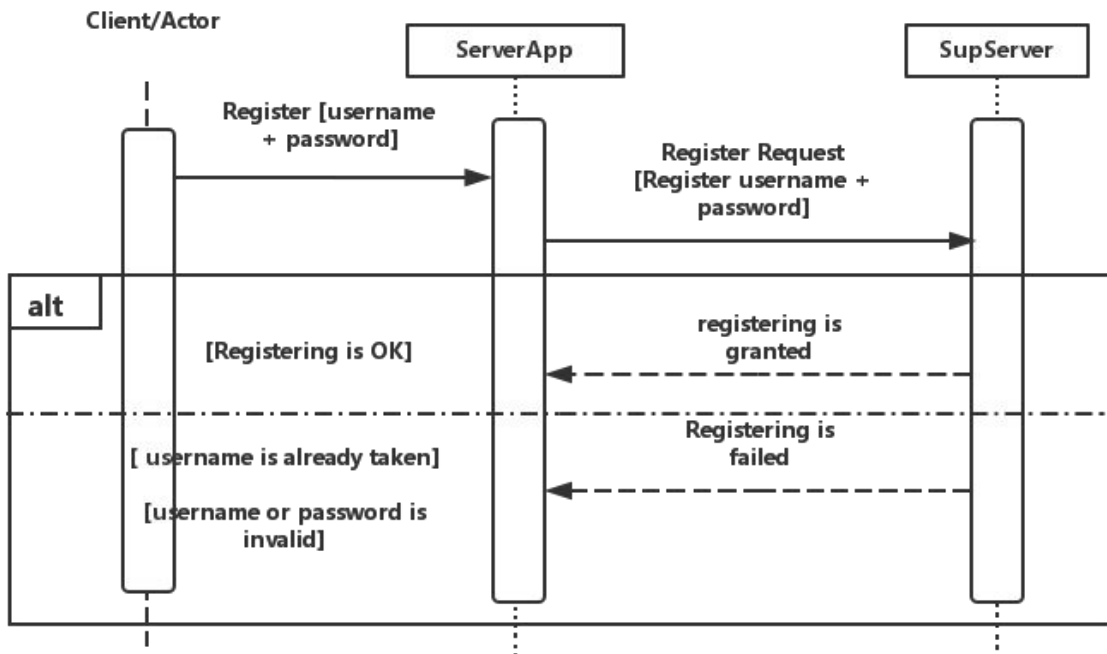 Client/Actor
ServerApp
SupServer
Register [username
+ password]
Register Request
[Register username +
password]
alt
registering is
granted
[Registering is OK]
Registering is
failed
[ username is already taken]
[username or password is
invalid]